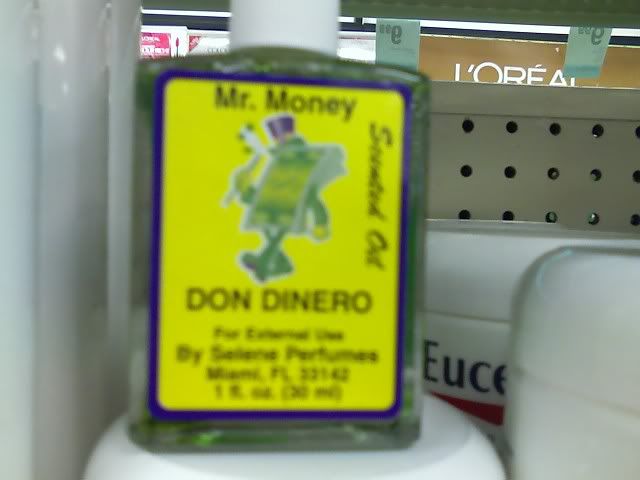 Mr. Money
Scented Oil
DON DINERO
For External Use
By Selene Perfumes
Miami, FL 33142
1 fl. oz. (30 ml)
L'ORÉAL
Euce